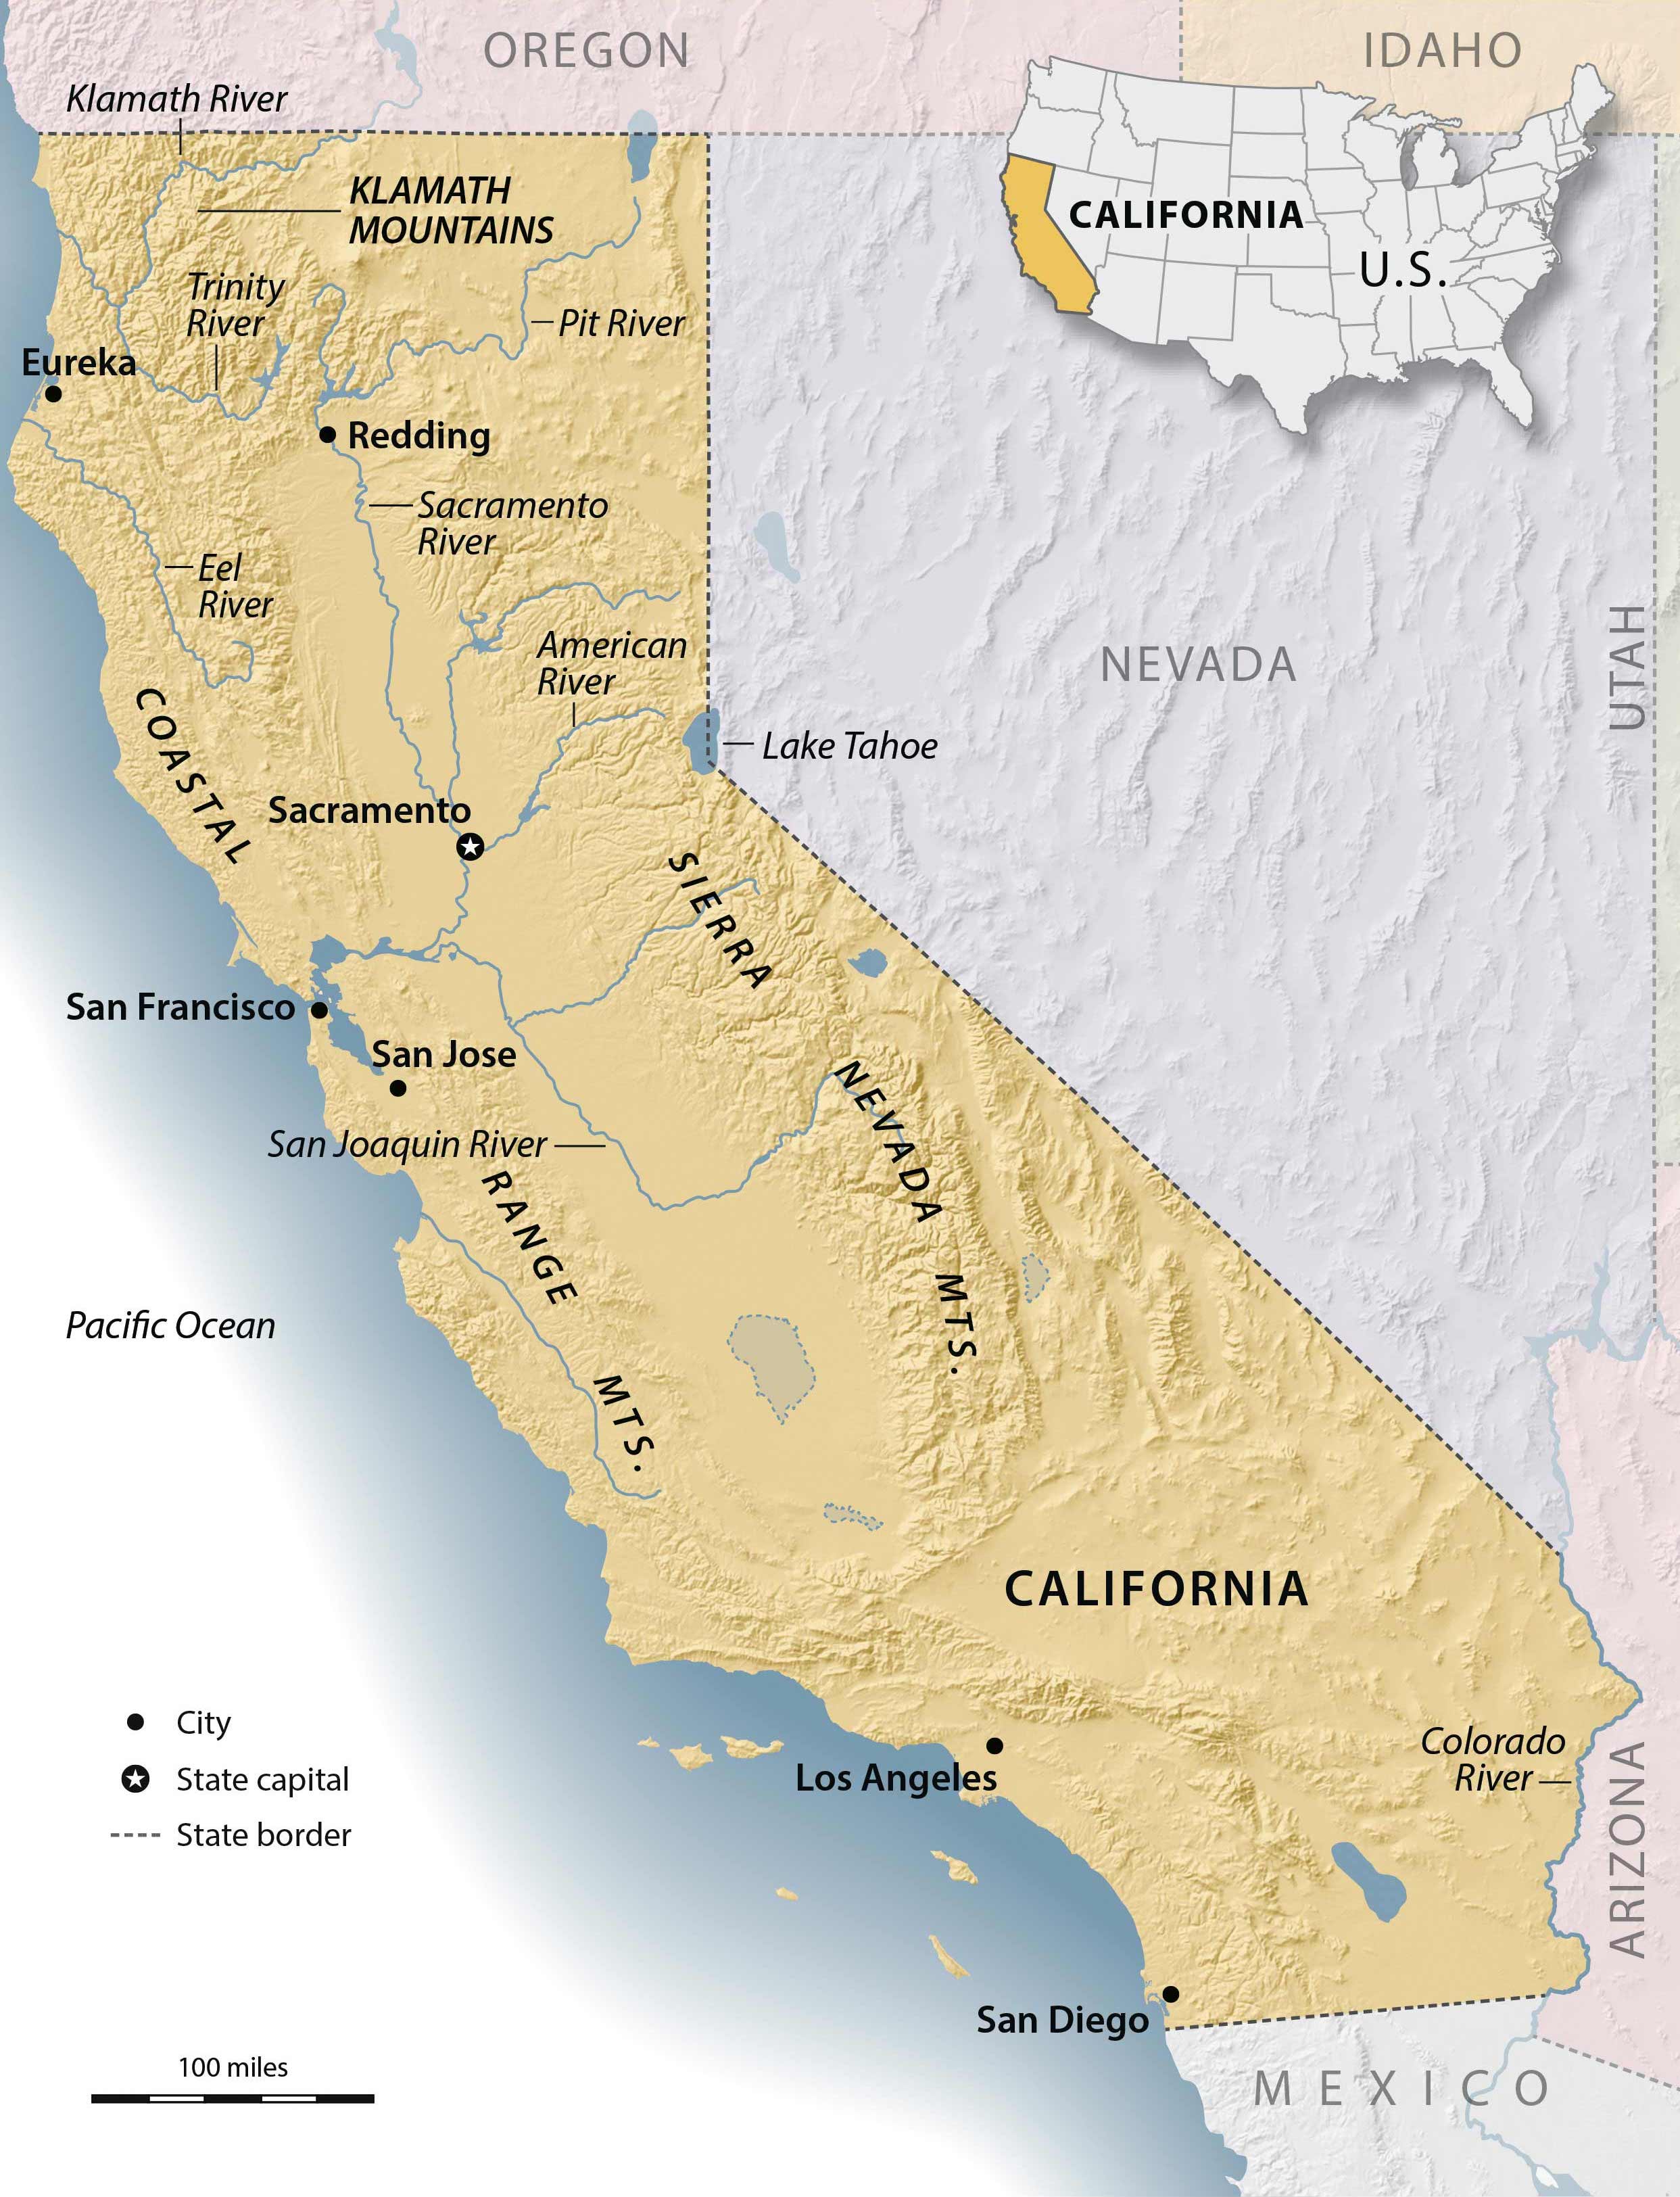 OREGON
IDAHO
Klamath River
KLAMATH
MOUNTAINS
CALIFORNIA
U.S.
Trinity
River
Pit River
Eureka
Redding
Sacramento
River
Eel
River
American
River
NEVADA
UTAH
Lake Tahoe
COASTAL
Sacramento
SIERRA
San Francisco
San Jose
NEVADA
San Joaquin River
RANGE
MTS.
Pacific Ocean
MTS.
CALIFORNIA
City
State capital
State border
Colorado
River
Los Angeles
ARIZONA
San Diego
100 miles
MEXICO